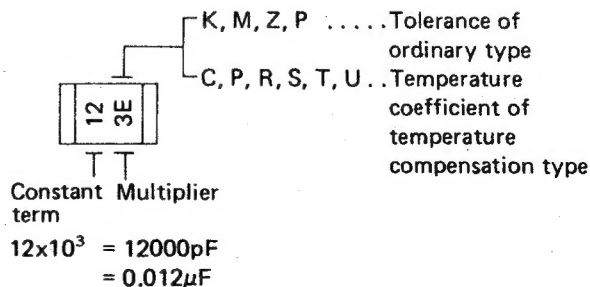 K, M, Z, P ..... Tolerance of
ordinary type
C, P, R, S, T, U .. Temperature
coefficient of
temperature
compensation type
12
3E
Constant Multiplier
term
12x10³ = 12000pF
= 0.012µF